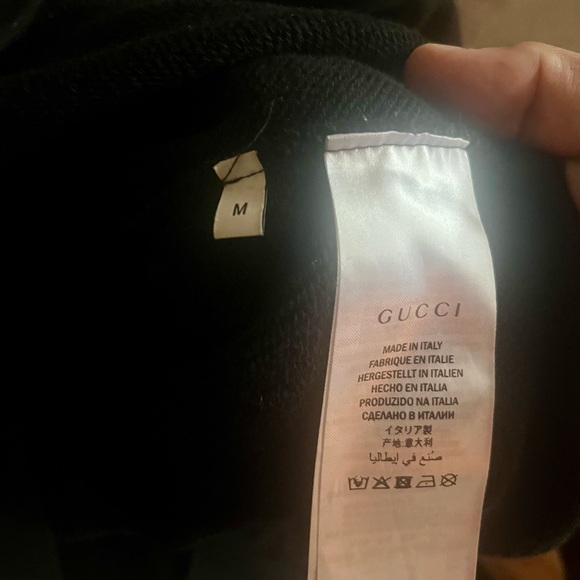 M
GUCCI
MADE IN ITALY
FABRIQUE EN ITALIE
HERGESTELLT IN ITALIEN
HECHO EN ITALIA
PRODUZIDO NA ITALIA
СДЕЛАНО В ИТАЛИИ
イタリア製
产地:意大利
صُنع في إيطاليا